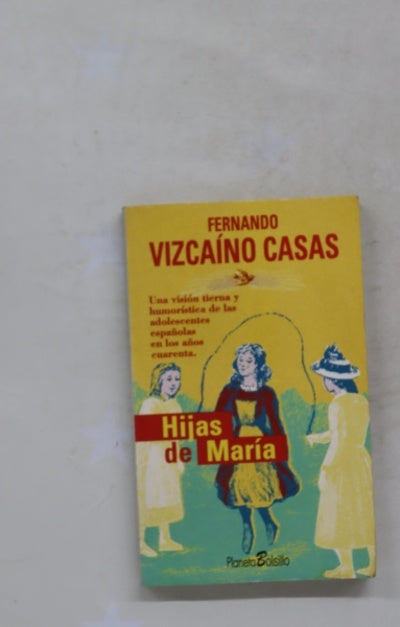 FERNANDO
VIZCAÍNO CASAS
Una visión tierna y
humorística de las
adolescentes
españolas
en los años
cuarenta.
Hijas
de María
Planeta Bolsillo